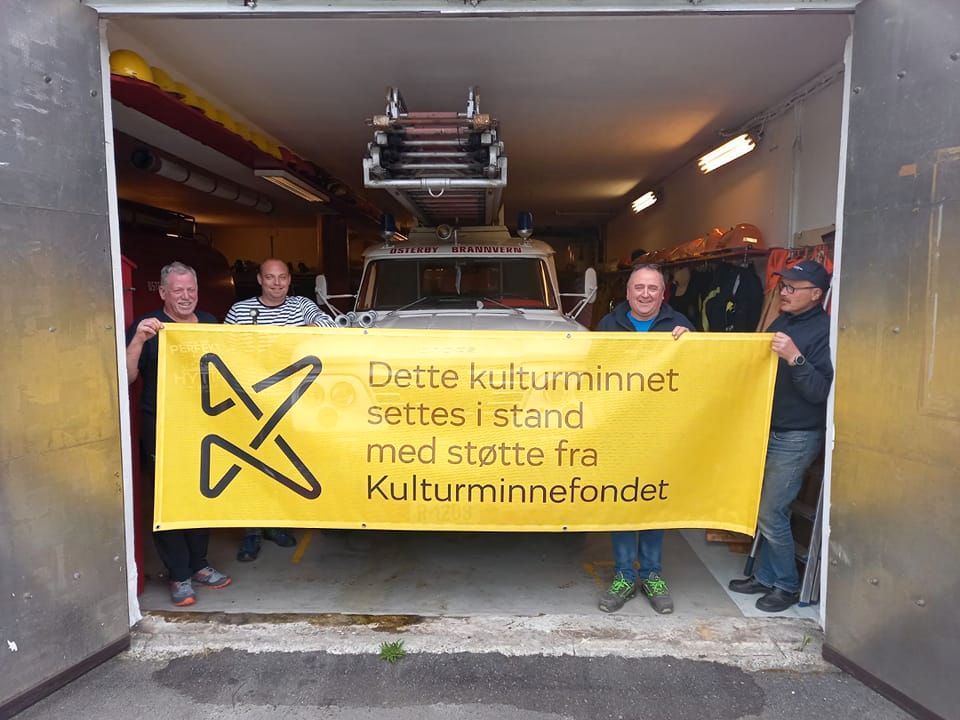 ØSTERBY BRANNVERN
Dette kulturminnet
settes i stand
med støtte fra
Kulturminnefondet